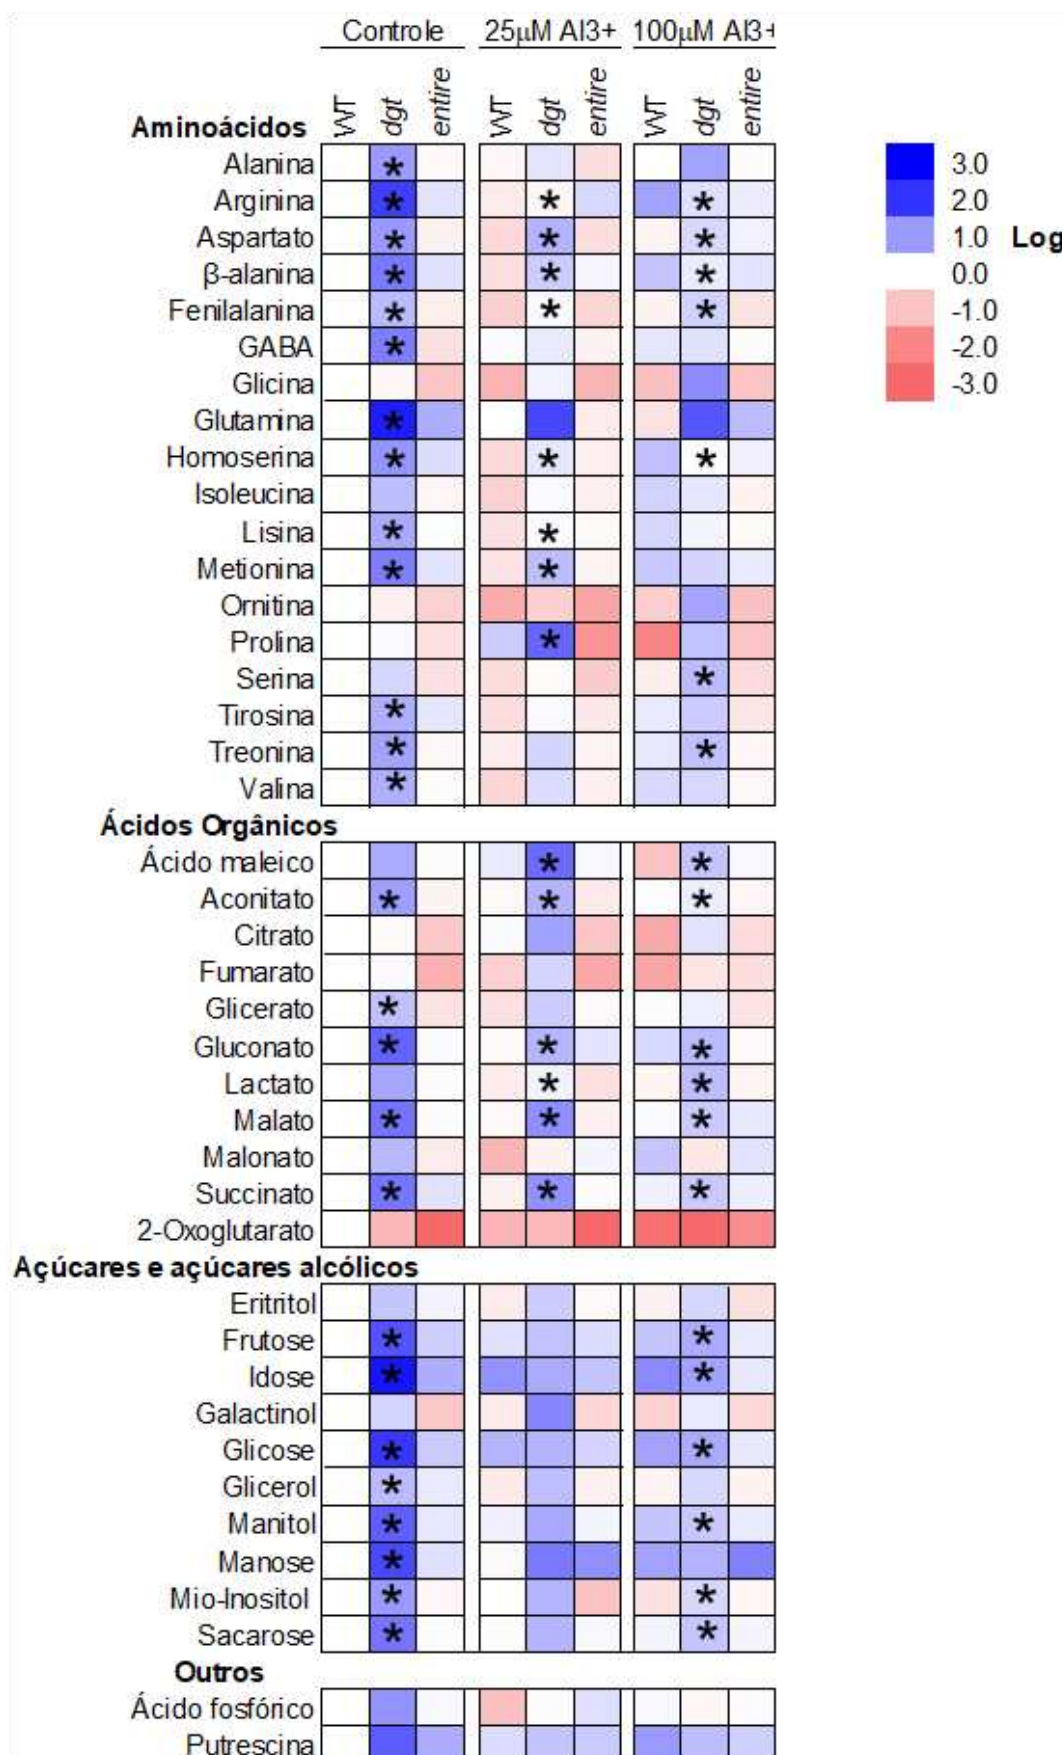 Controle 25µM Al3+ 100µM Al3+
Aminoácidos WT dgt entire WT dgt entire WT dgt entire
Alanina *
Arginina * * *
Aspartato * * *
β-alanina * * *
Fenilalanina * * *
GABA *
Glicina
Glutamina *
Homoserina * * *
Isoleucina
Lisina * *
Metionina * *
Ornitina
Prolina *
Serina *
Tirosina *
Treonina * *
Valina *
3.0
2.0
1.0 Log
0.0
-1.0
-2.0
-3.0
Ácidos Orgânicos
Ácido maleico * *
Aconitato * * *
Citrato
Fumarato
Glicerato *
Gluconato * * *
Lactato * *
Malato * * *
Malonato
Succinato * * *
2-Oxoglutarato
Açúcares e açúcares alcólicos
Eritritol
Frutose * *
Idose * *
Galactinol
Glicose * *
Glicerol *
Manitol * *
Manose *
Mio-Inositol * *
Sacarose * *
Outros
Ácido fosfórico
Putrescina